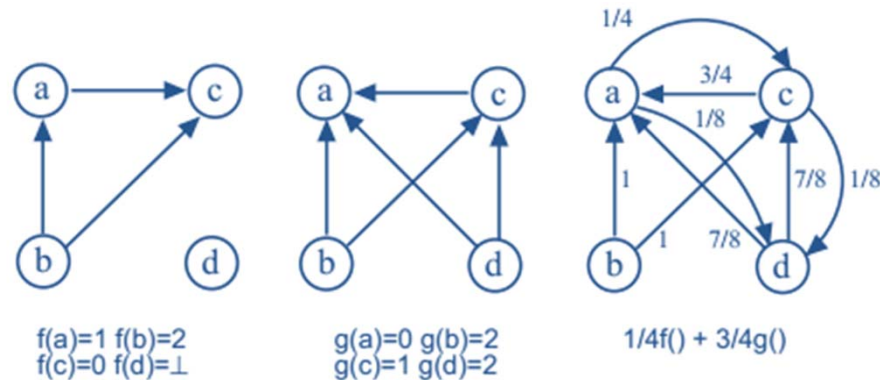 1/4
a c a c a 3/4 c
1/8
1 7/8 1/8
b d b d b 1 7/8 d
f(a)=1 f(b)=2 g(a)=0 g(b)=2 1/4f() + 3/4g()
f(c)=0 f(d)=⊥ g(c)=1 g(d)=2